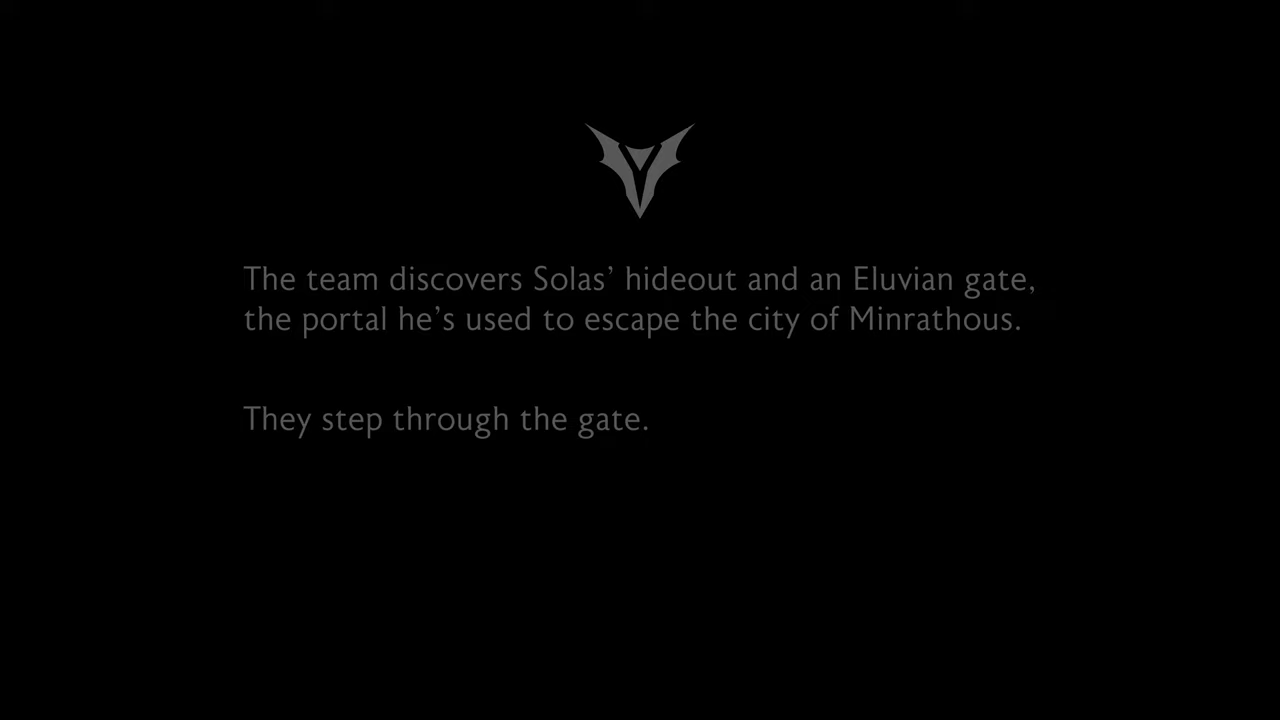 The team discovers Solas’ hideout and an Eluvian gate,
the portal he’s used to escape the city of Minrathous.
They step through the gate.